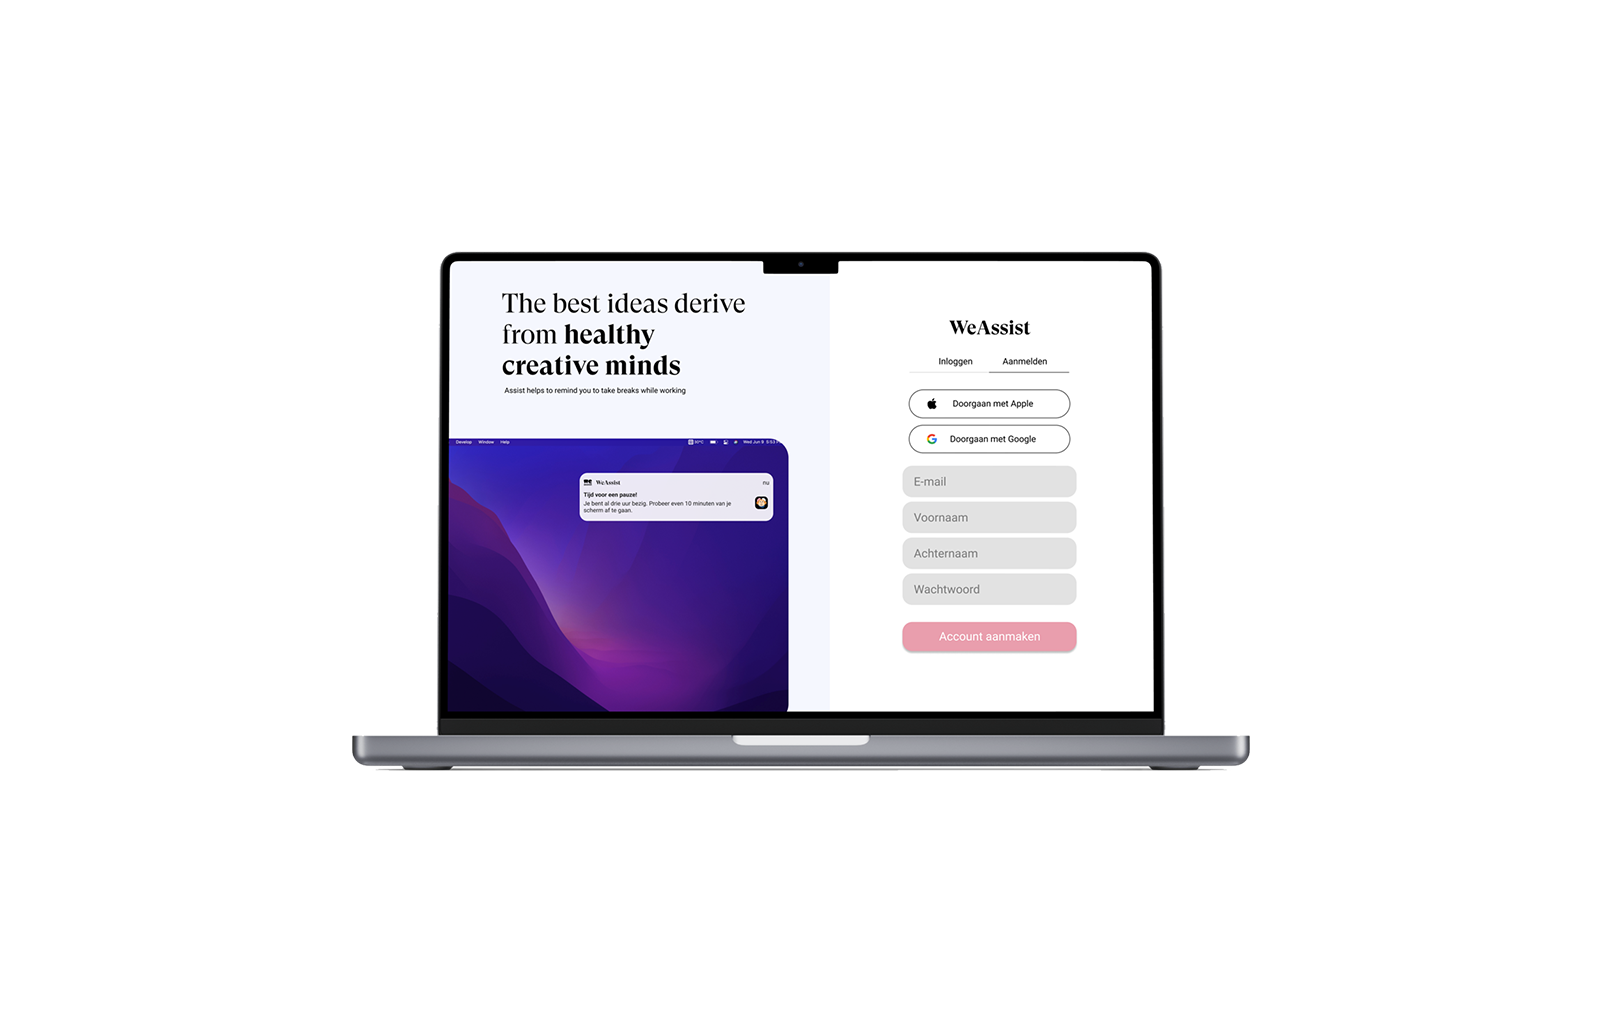 The best ideas derive
from healthy
creative minds
Assist helps to remind you to take breaks while working
Develop Window Help
Wed Jun 8
WeAssist nu
Tijd voor een pauze!
Je bent al drie uur bezig. Probeer even 10 minuten van je
scherm af te gaan.
WeAssist
Inloggen Aanmelden
Doorgaan met Apple
Doorgaan met Google
E-mail
Voornaam
Achternaam
Wachtwoord
Account aanmaken